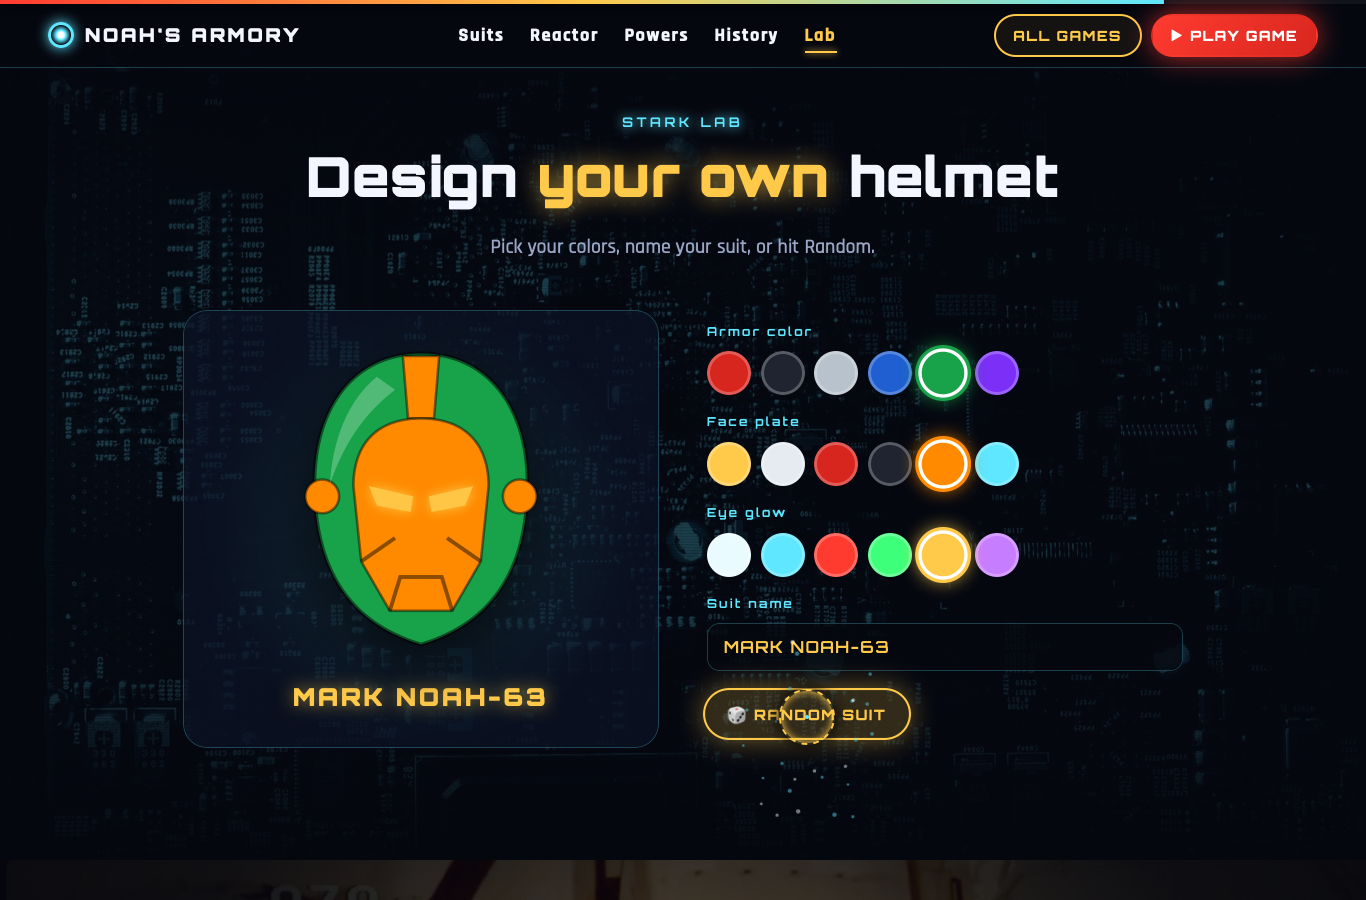 NOAH'S ARMORY
Suits Reactor Powers History Lab
ALL GAMES
▶ PLAY GAME
STARK LAB
Design your own helmet
Pick your colors, name your suit, or hit Random.
Armor color
Face plate
Eye glow
Suit name
MARK NOAH-63
MARK NOAH-63
🎲 RANDOM SUIT